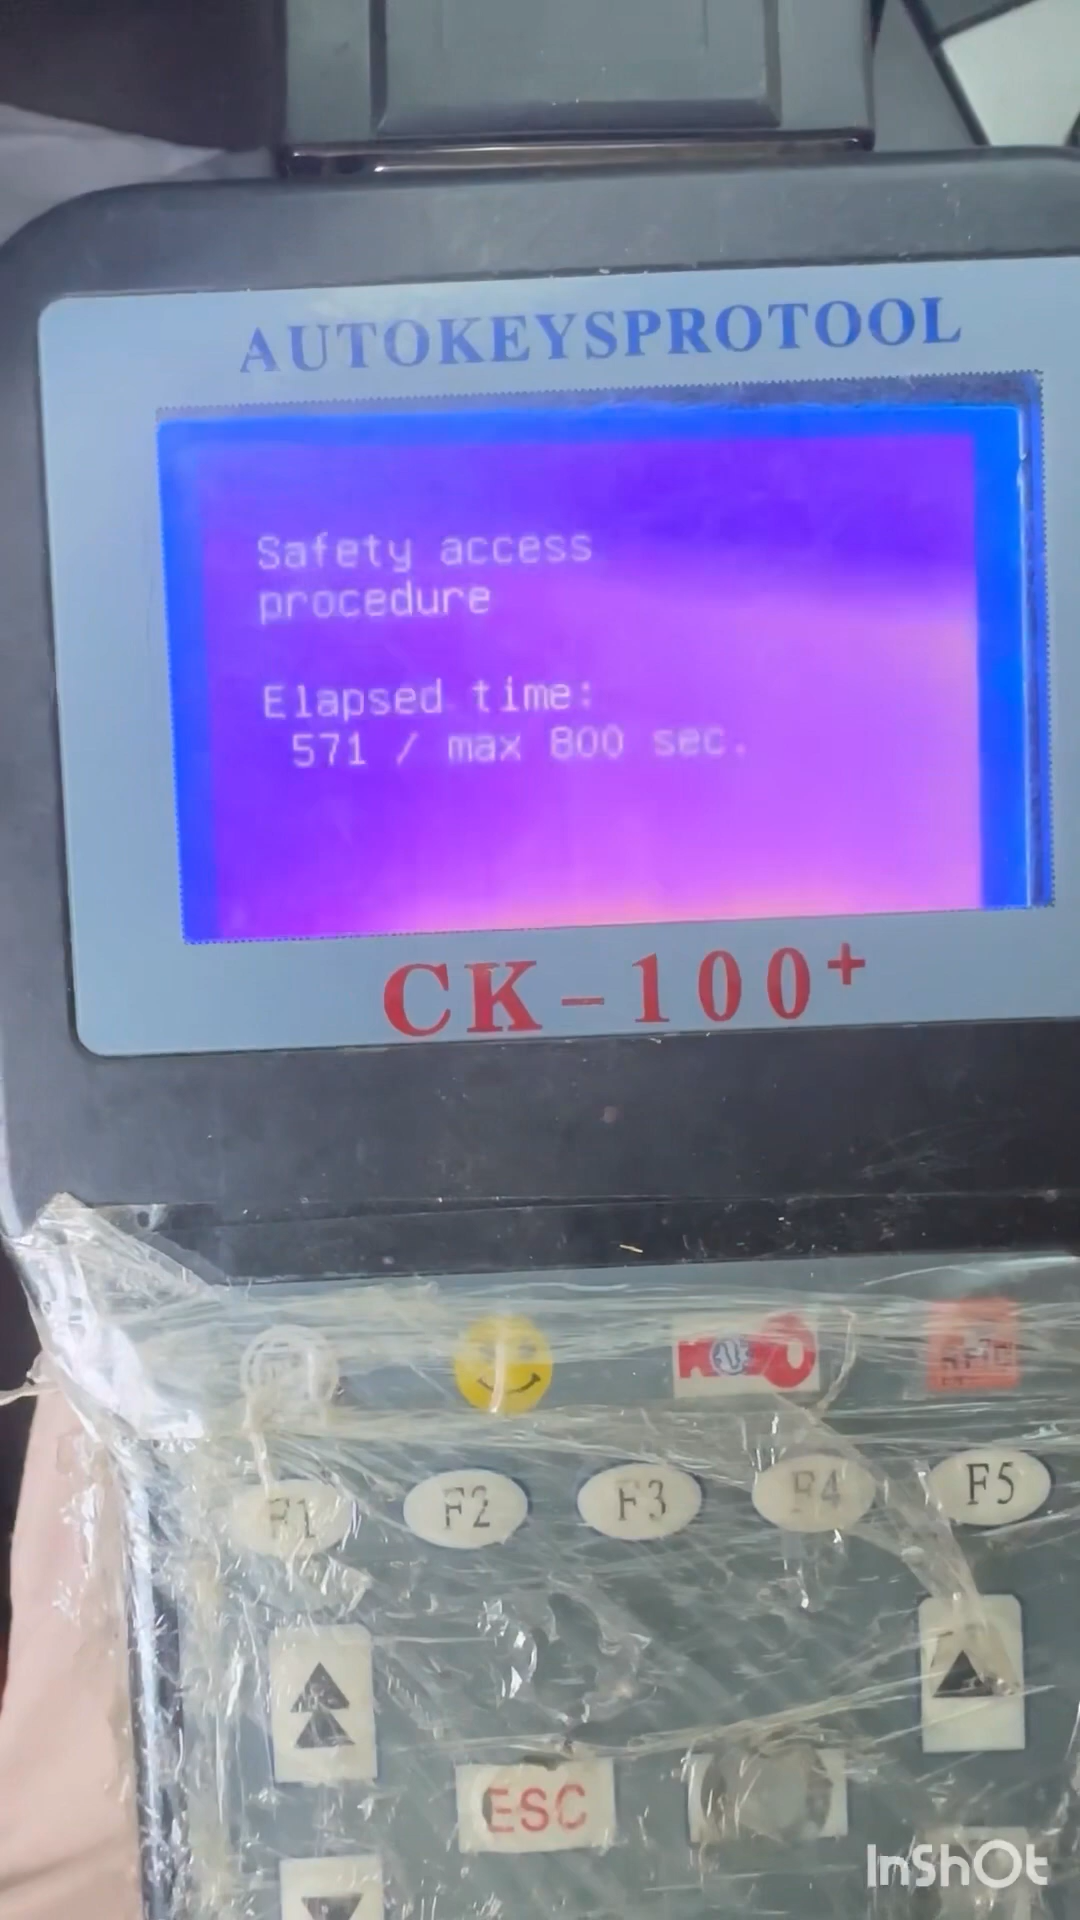 AUTOKEYSPROTOOL
Safety access
procedure
Elapsed time:
571 / max 800 sec.
CK-100+
F1 F2 F3 F4 F5
ESC
InShOt